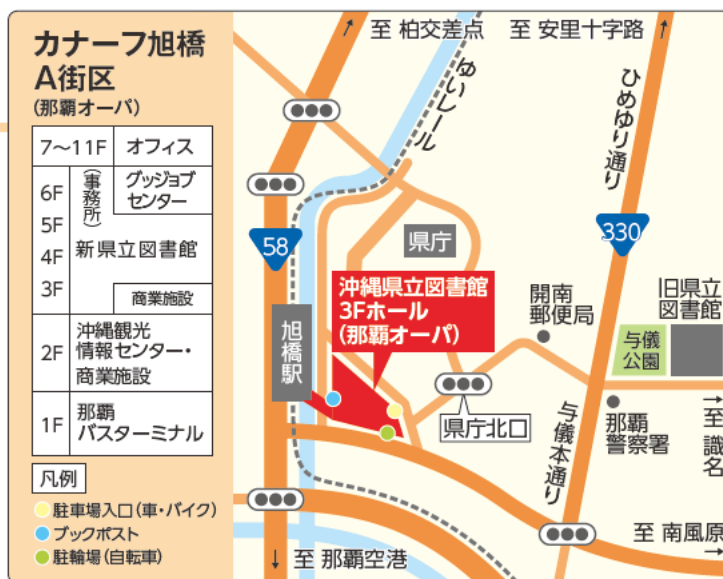 カナーフ旭橋
A街区
(那覇オーパ)
7～11F オフィス
6F (事務所) グッジョブ
センター
5F
4F 新県立図書館
3F 商業施設
2F 沖縄観光
情報センター・
商業施設
1F 那覇
バスターミナル
凡例
駐車場入口(車・バイク)
ブックポスト
駐輪場(自転車)
至 柏交差点
至 安里十字路
ゆいレール
ひめゆり通り
58
330
県庁
沖縄県立図書館
3Fホール
(那覇オーパ)
旭橋駅
開南
郵便局
旧県立
図書館
与儀
公園
県庁北口
那覇
警察署
与儀本通り
→至 識名
至 南風原→
↓ 至 那覇空港